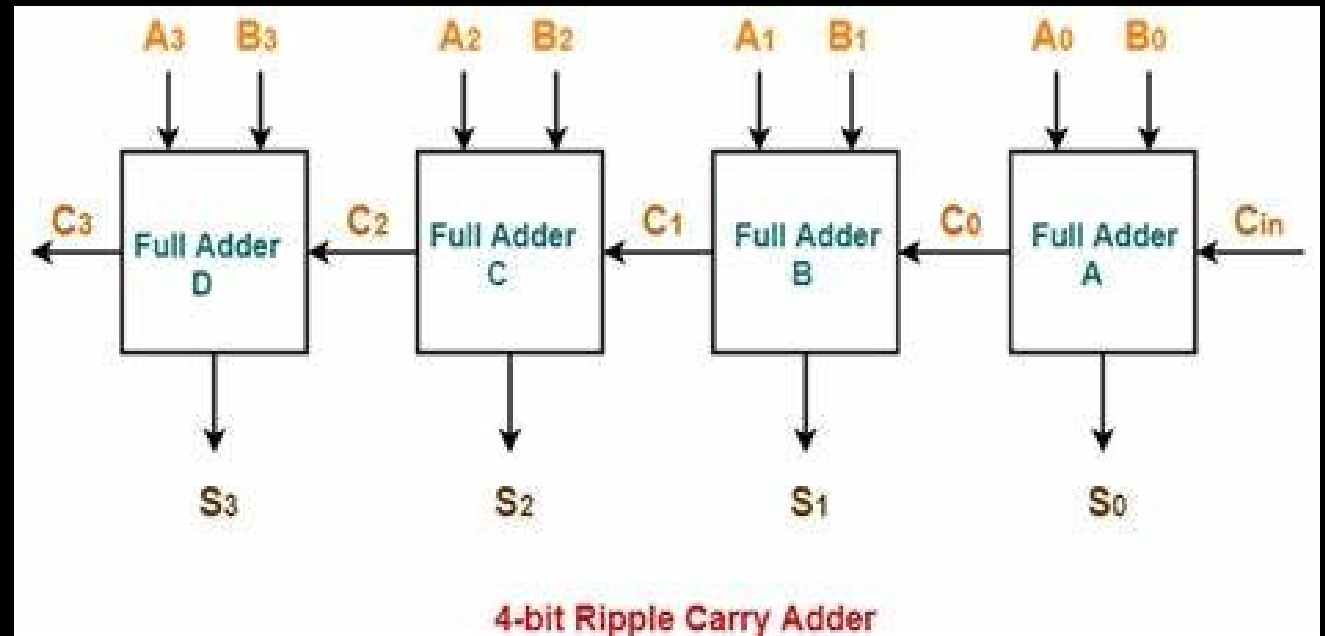 A3 B3 A2 B2 A1 B1 A0 B0
C3 C2 C1 C0 Cin
Full Adder Full Adder Full Adder Full Adder
D C B A
S3 S2 S1 S0
4-bit Ripple Carry Adder